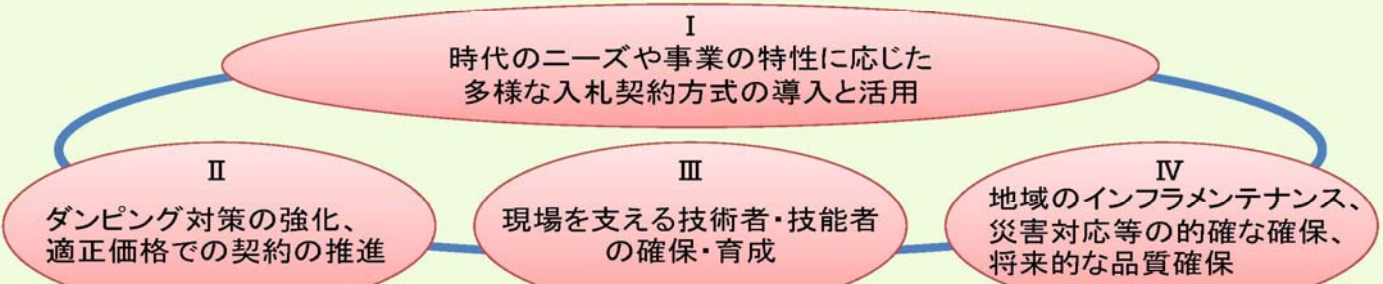 Ⅰ
時代のニーズや事業の特性に応じた
多様な入札契約方式の導入と活用
Ⅱ
ダンピング対策の強化、
適正価格での契約の推進
Ⅲ
現場を支える技術者・技能者
の確保・育成
Ⅳ
地域のインフラメンテナンス、
災害対応等の的確な確保、
将来的な品質確保